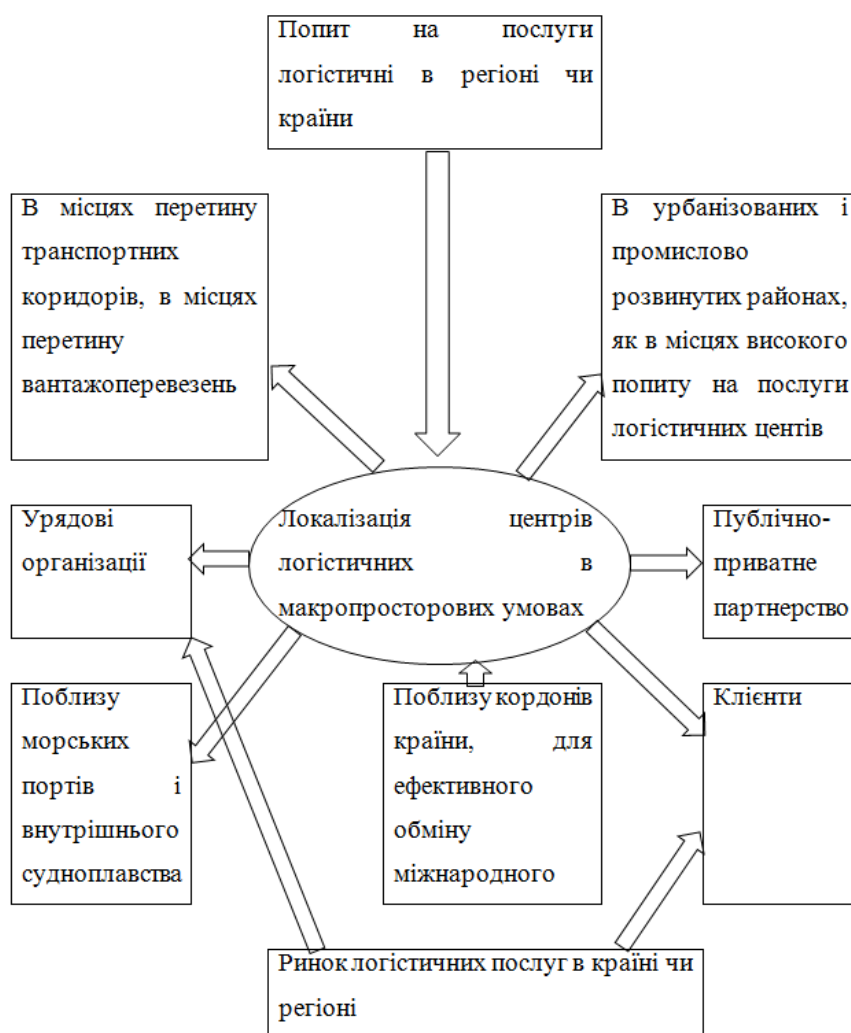 Попит на послуги
логістичні в регіоні чи
країни
В місцях перетину
транспортних
коридорів, в місцях
перетину
вантажоперевезень
В урбанізованих і
промислово
розвинутих районах,
як в місцях високого
попиту на послуги
логістичних центів
Урядові
організації
Локалізація центрів
логістичних в
макропросторових умовах
Публічно-
приватне
партнерство
Поблизу
морських
портів і
внутрішнього
судноплавства
Поблизу кордонів
країни, для
ефективного
обміну
міжнародного
Клієнти
Ринок логістичних послуг в країні чи
регіоні